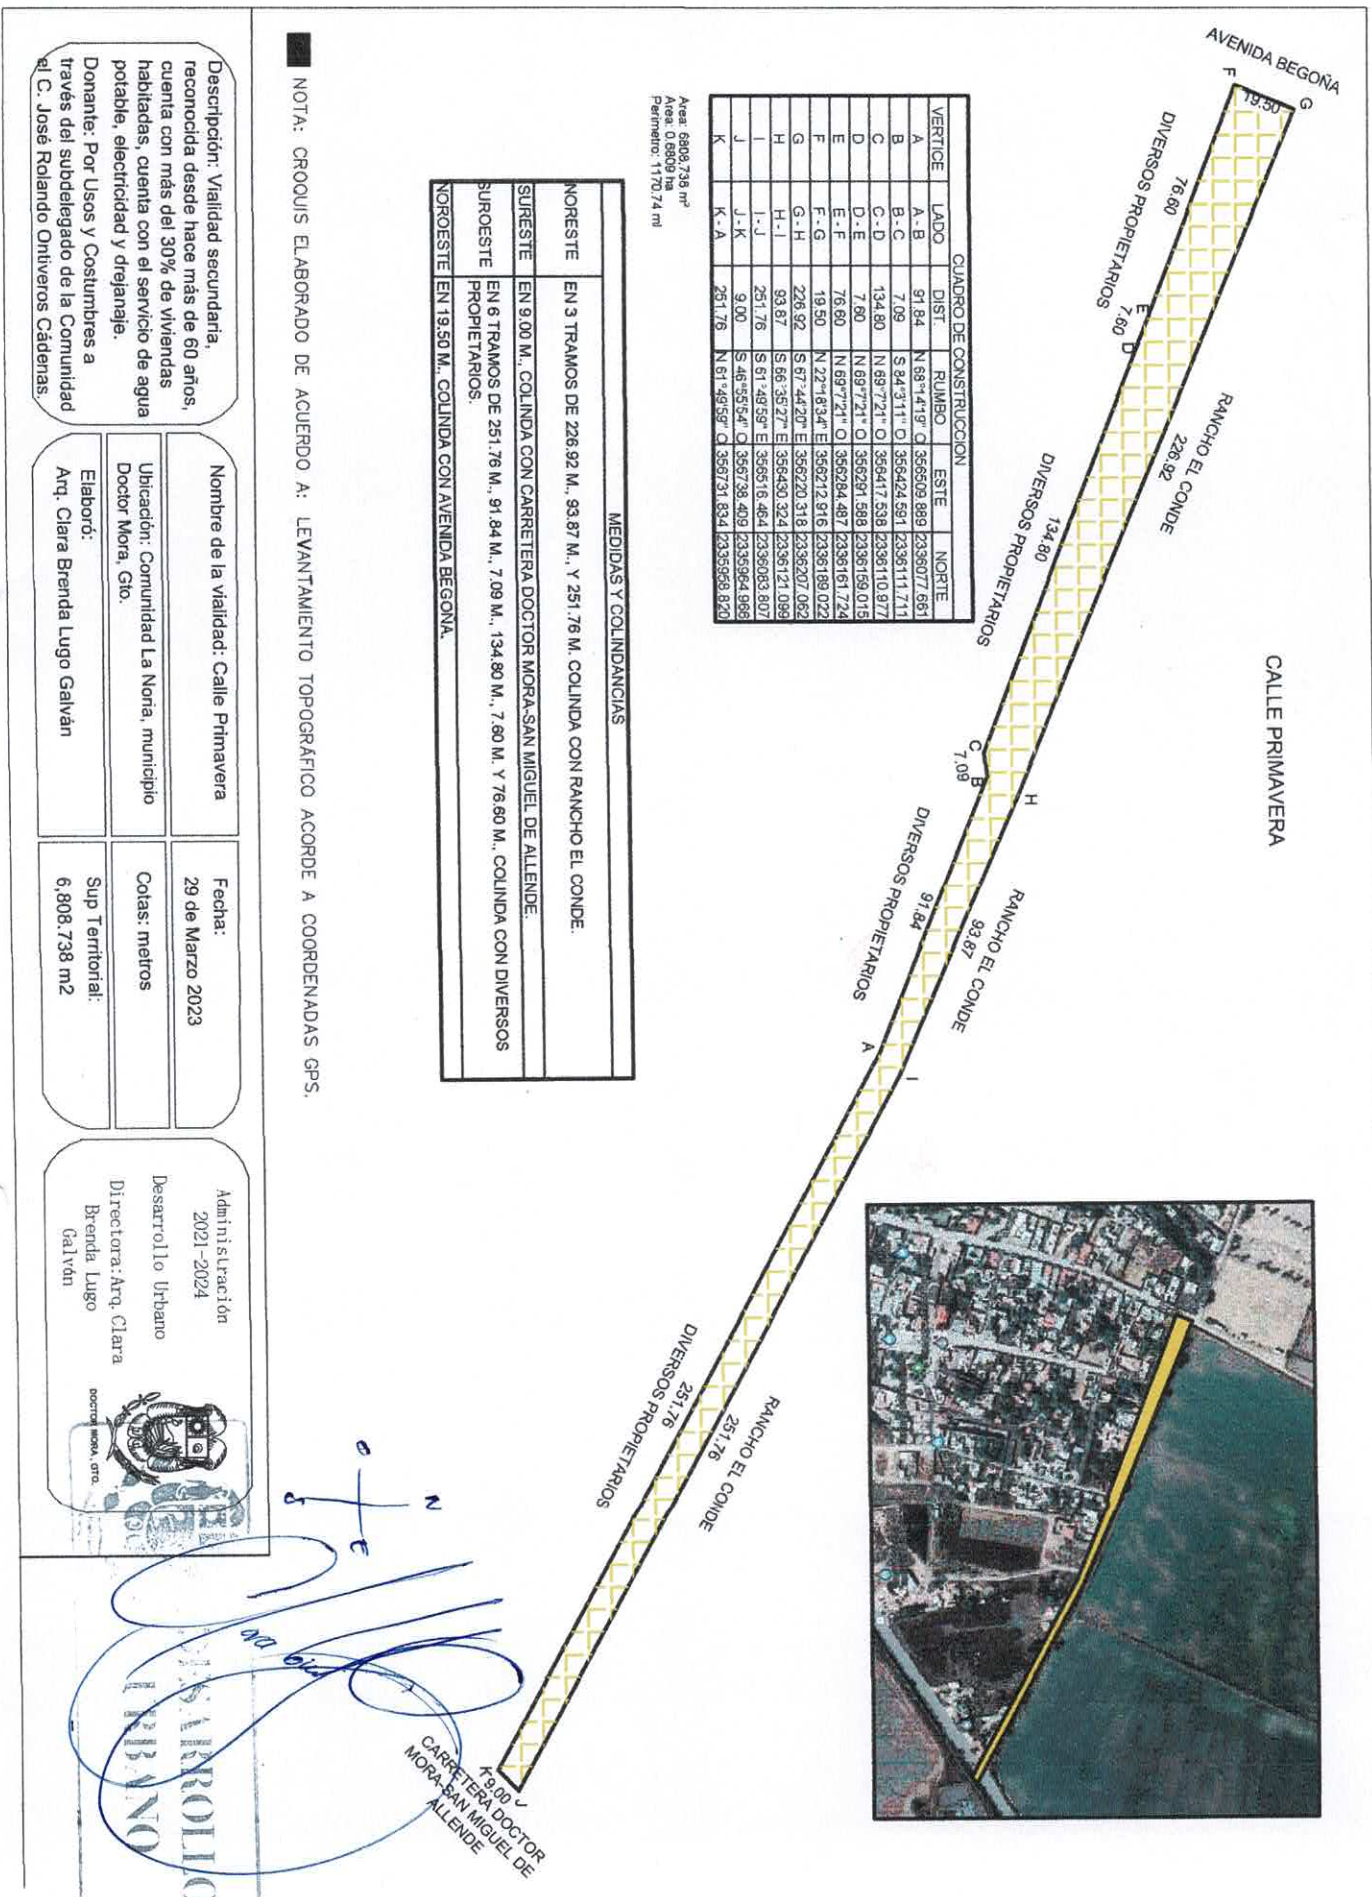 CALLE PRIMAVERA
AVENIDA BEGOÑA
G
F
19.50
DIVERSOS PROPIETARIOS
76.60
DIVERSOS PROPIETARIOS
E
7.60
D
RANCHO EL CONDE
226.92
134.80
DIVERSOS PROPIETARIOS
C
7.09
B
H
RANCHO EL CONDE
93.87
91.84
DIVERSOS PROPIETARIOS
A
I
RANCHO EL CONDE
251.76
251.76
DIVERSOS PROPIETARIOS
K 9.00 J
CARRETERA DOCTOR
MORA-SAN MIGUEL DE
ALLENDE
CUADRO DE CONSTRUCCION
VERTICE LADO DIST. RUMBO ESTE NORTE
A A - B 91.84 N 68°14'19" O 356509.889 2336077.661
B B - C 7.09 S 84°3'11" O 356424.591 2336111.711
C C - D 134.80 N 69°7'21" O 356417.538 2336110.977
D D - E 7.60 N 69°7'21" O 356291.588 2336159.015
E E - F 76.60 N 69°7'21" O 356284.487 2336161.724
F F - G 19.50 N 22°18'34" E 356212.916 2336189.022
G G - H 226.92 S 67°44'20" E 356220.318 2336207.062
H H - I 93.87 S 66°35'27" E 356430.324 2336121.099
I I - J 251.76 S 61°49'59" E 356516.464 2336083.807
J J - K 9.00 S 46°55'54" O 356738.409 2335964.966
K K - A 251.76 N 61°49'59" O 356731.834 2335958.820
Area: 6808.738 m²
Area: 0.6809 ha
Perimetro: 1170.74 ml
MEDIDAS Y COLINDANCIAS
NORESTE EN 3 TRAMOS DE 226.92 M., 93.87 M., Y 251.76 M. COLINDA CON RANCHO EL CONDE.
SURESTE EN 9.00 M., COLINDA CON CARRETERA DOCTOR MORA-SAN MIGUEL DE ALLENDE.
SUROESTE EN 6 TRAMOS DE 251.76 M., 91.84 M., 7.09 M., 134.80 M., 7.60 M. Y 76.60 M., COLINDA CON DIVERSOS
PROPIETARIOS.
NOROESTE EN 19.50 M., COLINDA CON AVENIDA BEGOÑA.
NOTA: CROQUIS ELABORADO DE ACUERDO A: LEVANTAMIENTO TOPOGRÁFICO ACORDE A COORDENADAS GPS.
N
O E
S
Descripción: Vialidad secundaria,
reconocida desde hace más de 60 años,
cuenta con más del 30% de viviendas
habitadas, cuenta con el servicio de agua
potable, electricidad y drejanaje.
Donante: Por Usos y Costumbres a
través del subdelegado de la Comunidad
el C. José Rolando Ontiveros Cádenas.
Nombre de la vialidad: Calle Primavera
Ubicación: Comunidad La Noria, municipio
Doctor Mora, Gto.
Elaboró:
Arq. Clara Brenda Lugo Galván
Fecha:
29 de Marzo 2023
Cotas: metros
Sup Territorial:
6,808.738 m2
Administración
2021-2024
Desarrollo Urbano
Directora: Arq. Clara
Brenda Lugo
Galván
DOCTOR MORA, GTO.
DESARROLLO
URBANO